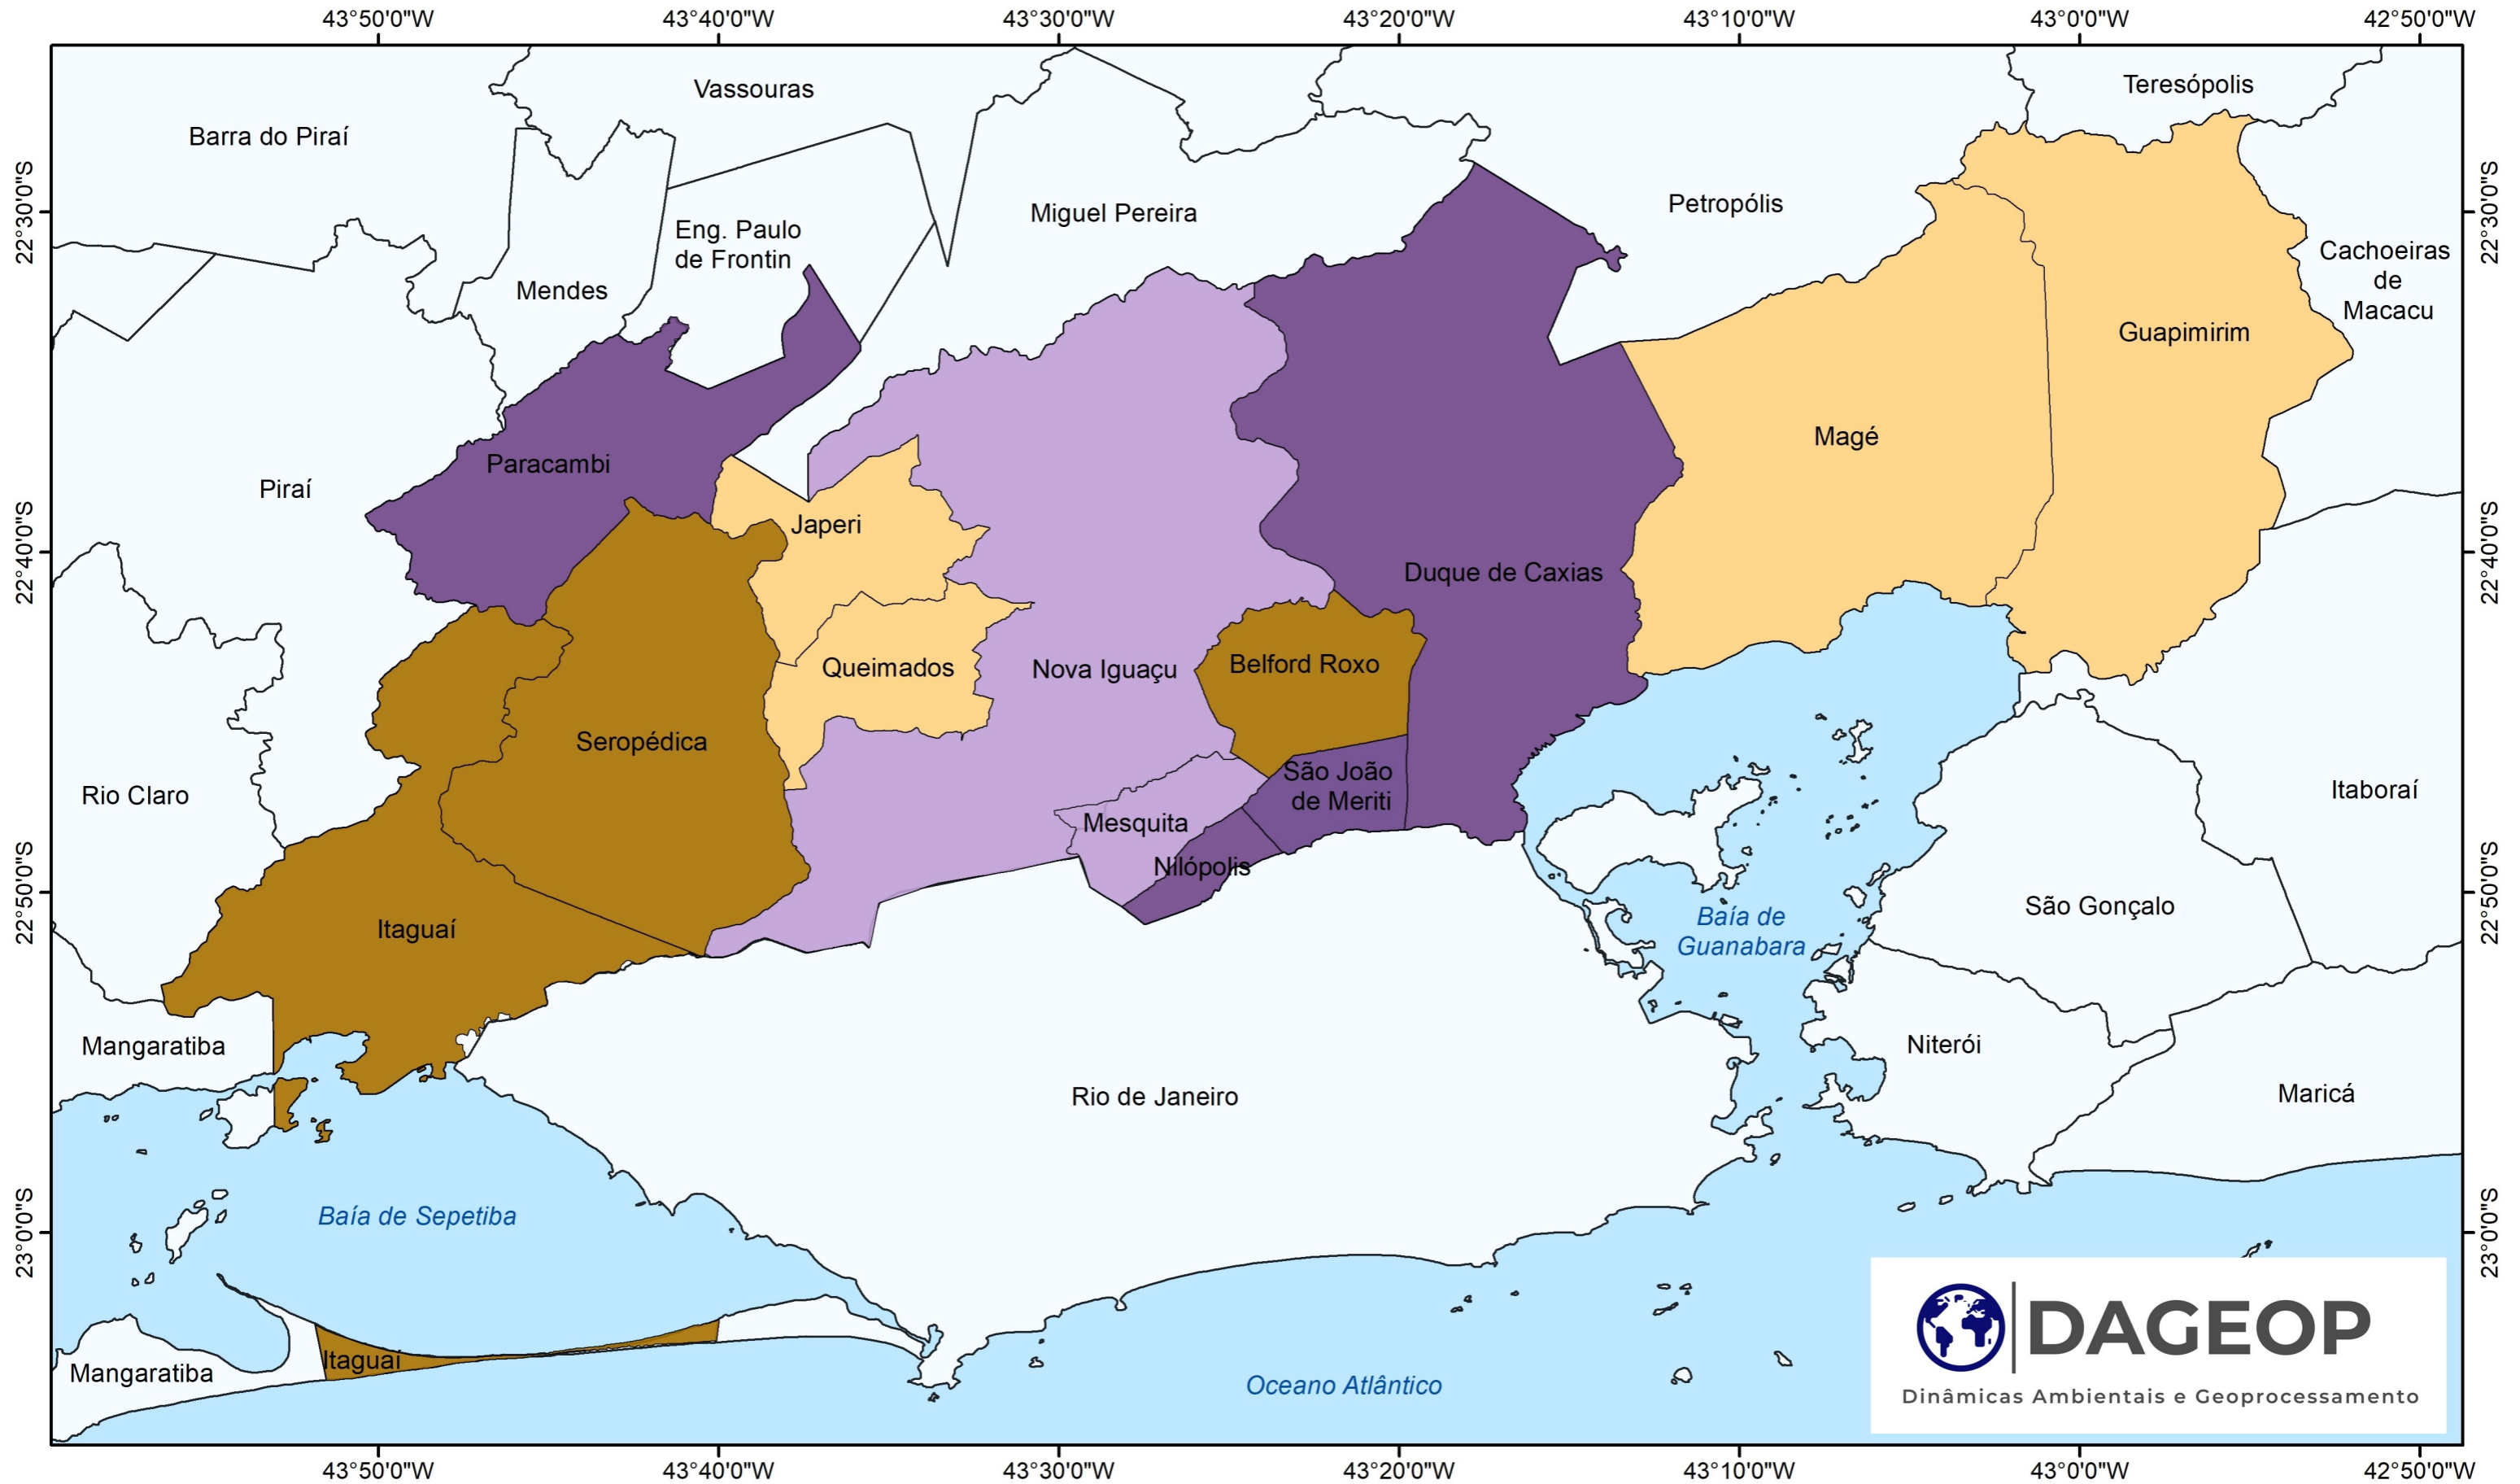 43°50'0"W 43°40'0"W 43°30'0"W 43°20'0"W 43°10'0"W 43°0'0"W 42°50'0"W
Teresópolis
Vassouras
Barra do Piraí
22°30'0"S
22°30'0"S
Petropólis
Miguel Pereira
Eng. Paulo
de Frontin
Cachoeiras
de
Macacu
Mendes
Guapimirim
Magé
Paracambi
Piraí
Japeri
22°40'0"S
22°40'0"S
Duque de Caxias
Belford Roxo
Queimados
Nova Iguaçu
Seropédica
São João
de Meriti
Itaboraí
Rio Claro
Mesquita
Nilópolis
22°50'0"S
22°50'0"S
São Gonçalo
Baía de
Guanabara
Itaguaí
Niterói
Mangaratiba
Maricá
Rio de Janeiro
Baía de Sepetiba
23°0'0"S
23°0'0"S
DAGEOP
Dinâmicas Ambientais e Geoprocessamento
Itaguaí
Mangaratiba
Oceano Atlântico
43°50'0"W 43°40'0"W 43°30'0"W 43°20'0"W 43°10'0"W 43°0'0"W 42°50'0"W